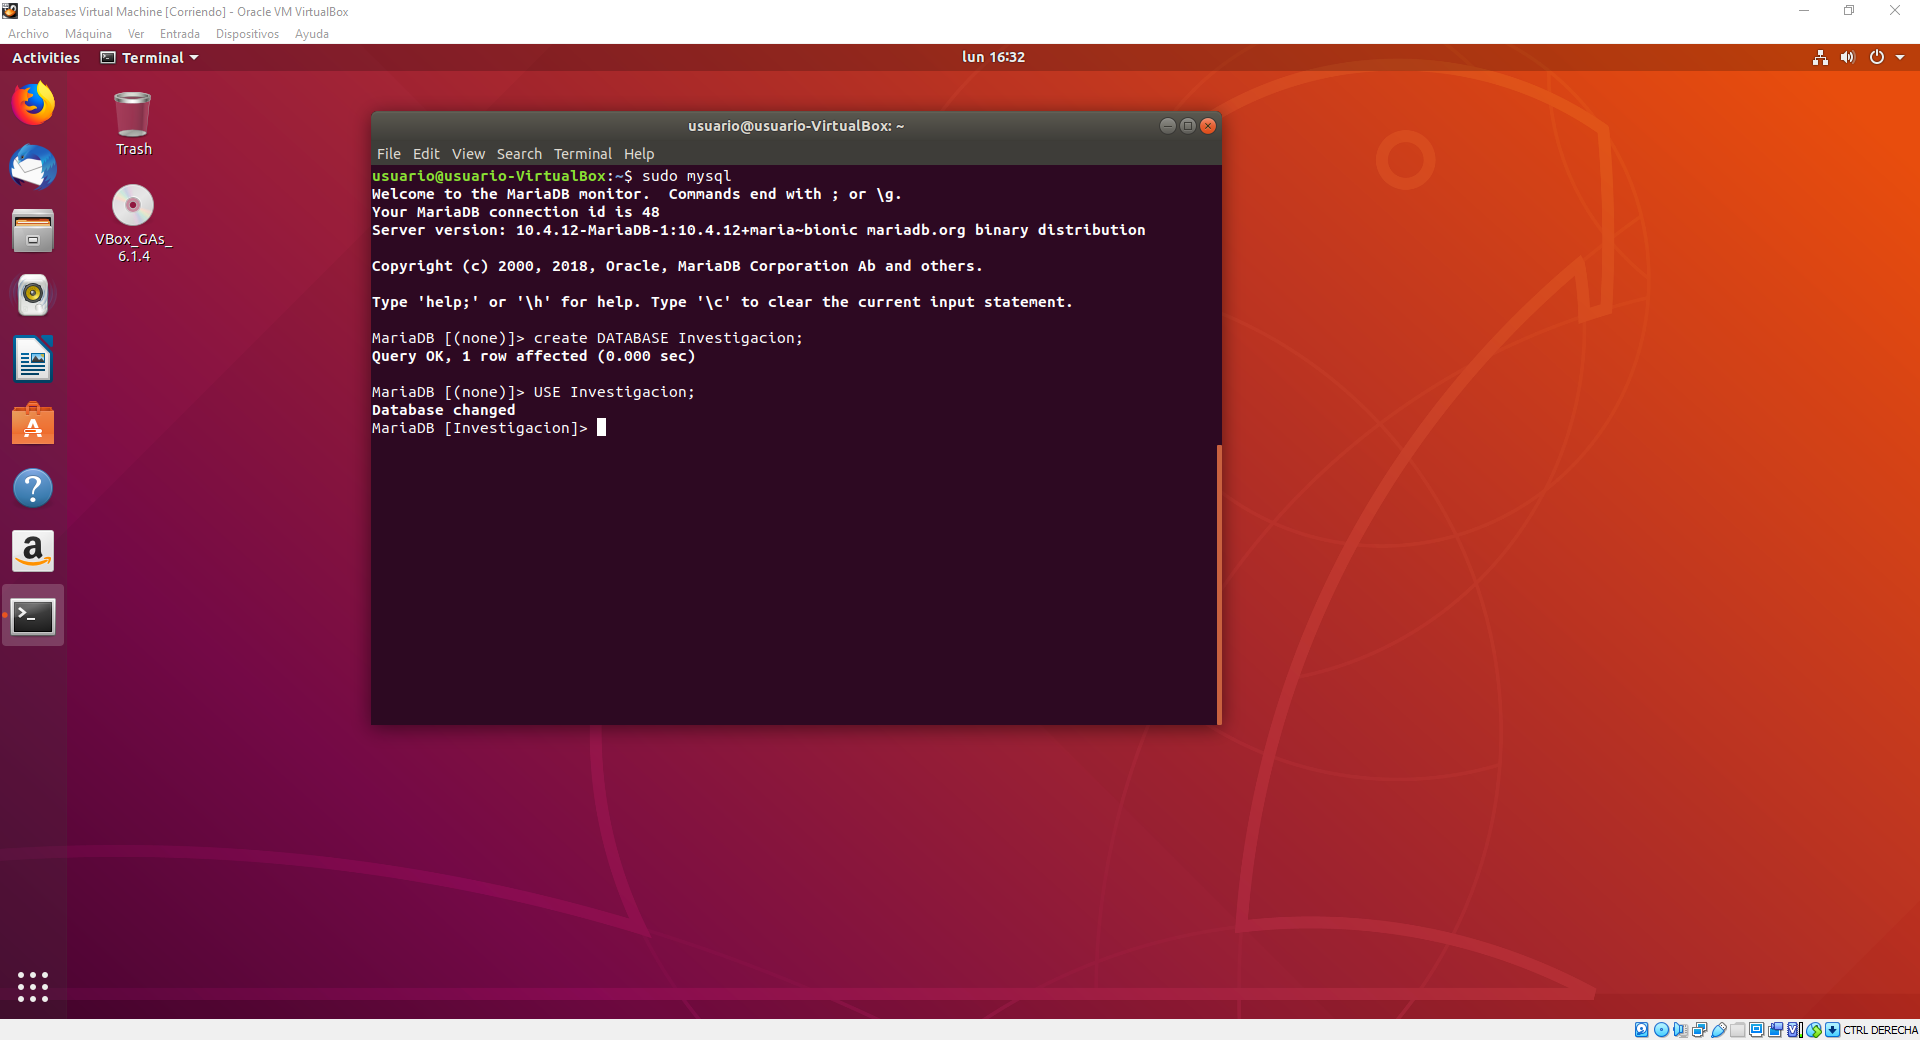 Databases Virtual Machine [Corriendo] - Oracle VM VirtualBox
Archivo Máquina Ver Entrada Dispositivos Ayuda
Activities Terminal lun 16:32
Trash
VBox_GAs_
6.1.4
usuario@usuario-VirtualBox: ~
File Edit View Search Terminal Help
usuario@usuario-VirtualBox:~$ sudo mysql
Welcome to the MariaDB monitor.  Commands end with ; or \g.
Your MariaDB connection id is 48
Server version: 10.4.12-MariaDB-1:10.4.12+maria~bionic mariadb.org binary distribution
Copyright (c) 2000, 2018, Oracle, MariaDB Corporation Ab and others.
Type 'help;' or '\h' for help. Type '\c' to clear the current input statement.
MariaDB [(none)]> create DATABASE Investigacion;
Query OK, 1 row affected (0.000 sec)
MariaDB [(none)]> USE Investigacion;
Database changed
MariaDB [Investigacion]>
CTRL DERECHA